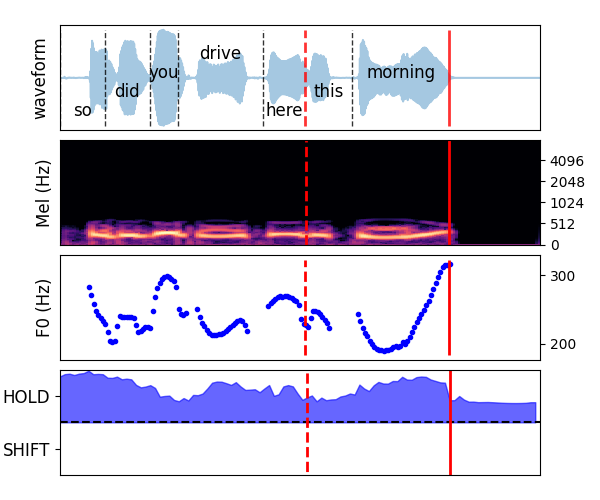 waveform
so did you drive here this morning
Mel (Hz)
4096
2048
1024
512
0
F0 (Hz)
300
200
HOLD
SHIFT